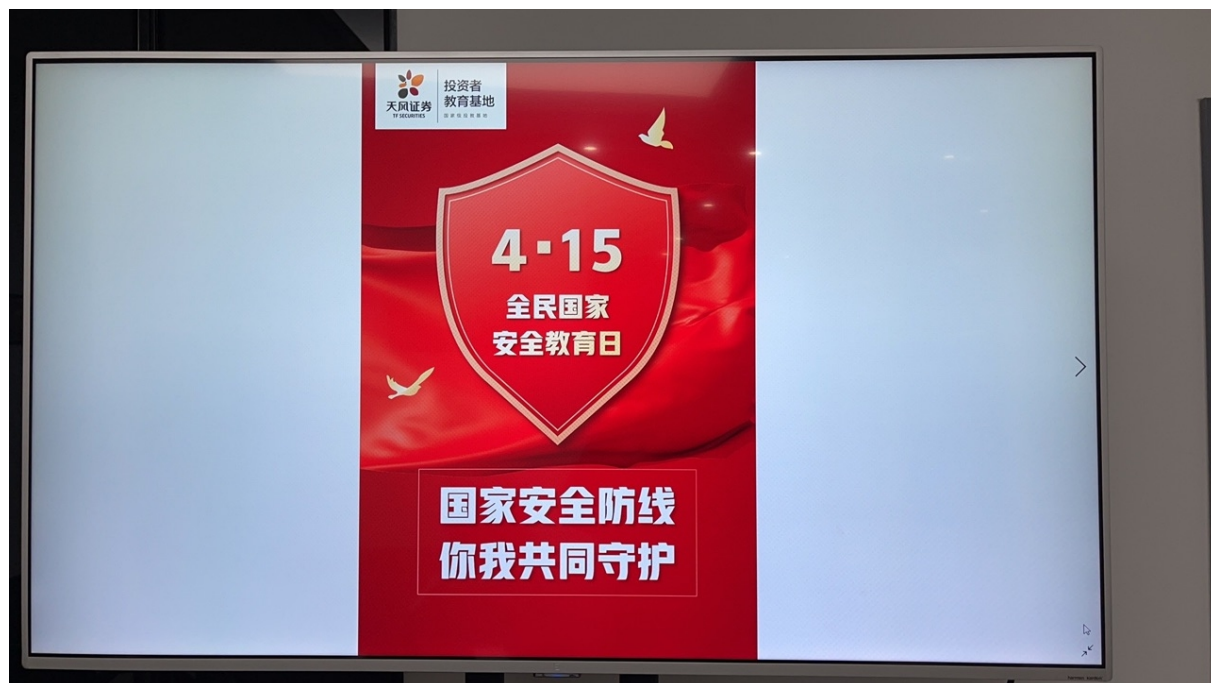 天风证券
TF SECURITIES
投资者
教育基地
4·15
全民国家
安全教育日
国家安全防线
你我共同守护